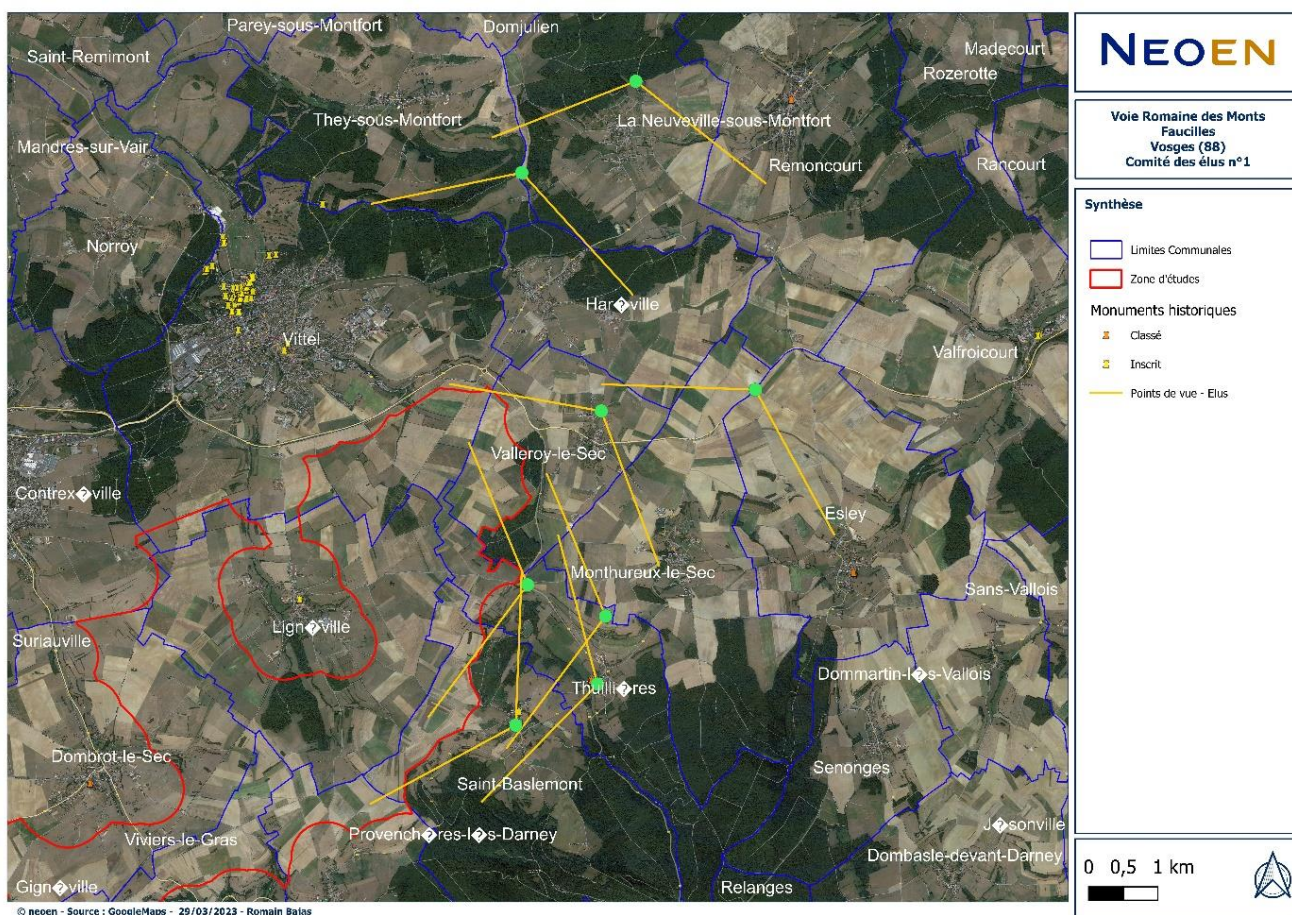 Parey-sous-Montfort
Domjulien
Saint-Remimont
Madecourt
Rozerotte
They-sous-Montfort
La Neuveville-sous-Montfort
Mandres-sur-Vair
Remoncourt
Rancourt
Norroy
Har�ville
Vittel
Valfroicourt
Valleroy-le-Sec
Contrex�ville
Esley
Monthureux-le-Sec
Sans-Vallois
Lign�ville
Suriauville
Dommartin-l�s-Vallois
Thuilli�res
Dombrot-le-Sec
Senonges
Saint-Baslemont
Provench�res-l�s-Darney
J�sonville
Viviers-le-Gras
Dombasle-devant-Darney
Gign�ville
Relanges
© neoen - Source : GoogleMaps - 29/03/2023 - Romain Balas
NEOEN
Voie Romaine des Monts
Faucilles
Vosges (88)
Comité des élus n°1
Synthèse
Limites Communales
Zone d'études
Monuments historiques
Classé
Inscrit
Points de vue - Elus
0 0,5 1 km